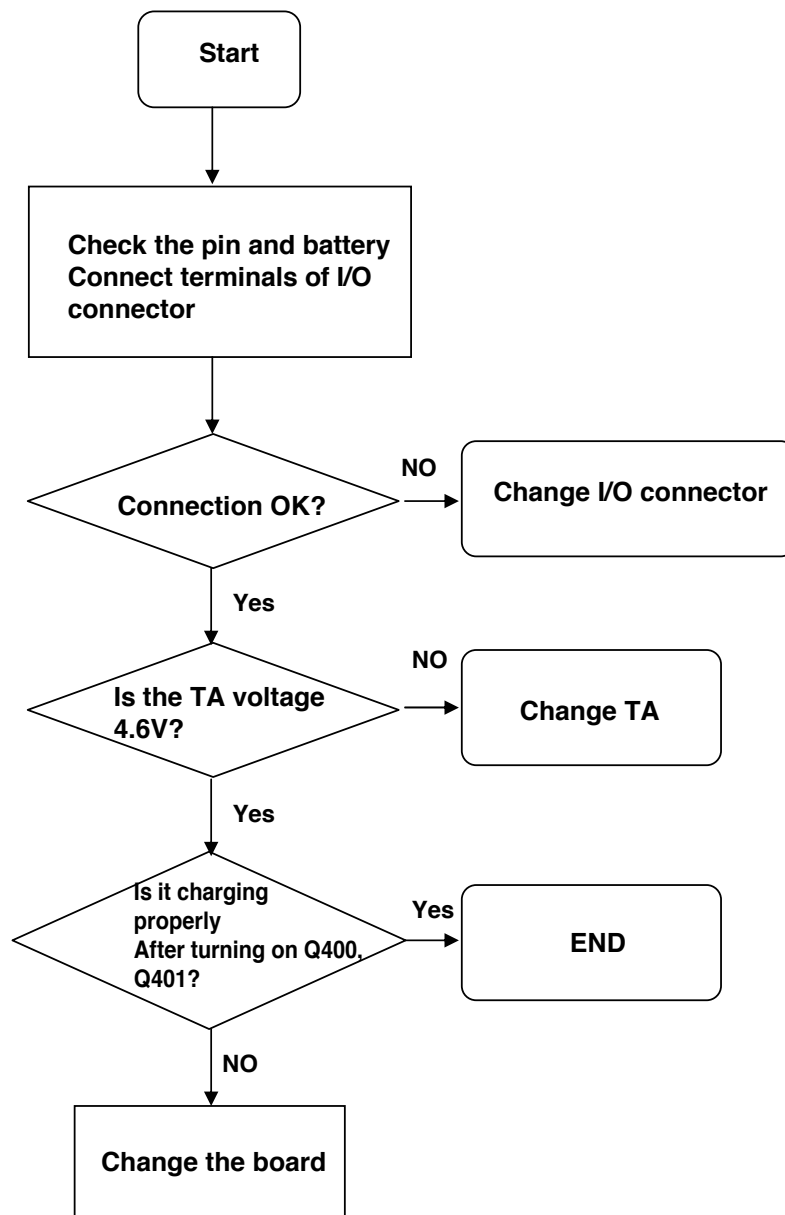 Start
Check the pin and battery
Connect terminals of I/O
connector
Connection OK?
NO
Change I/O connector
Yes
Is the TA voltage
4.6V?
NO
Change TA
Yes
Is it charging
properly
After turning on Q400,
Q401?
Yes
END
NO
Change the board